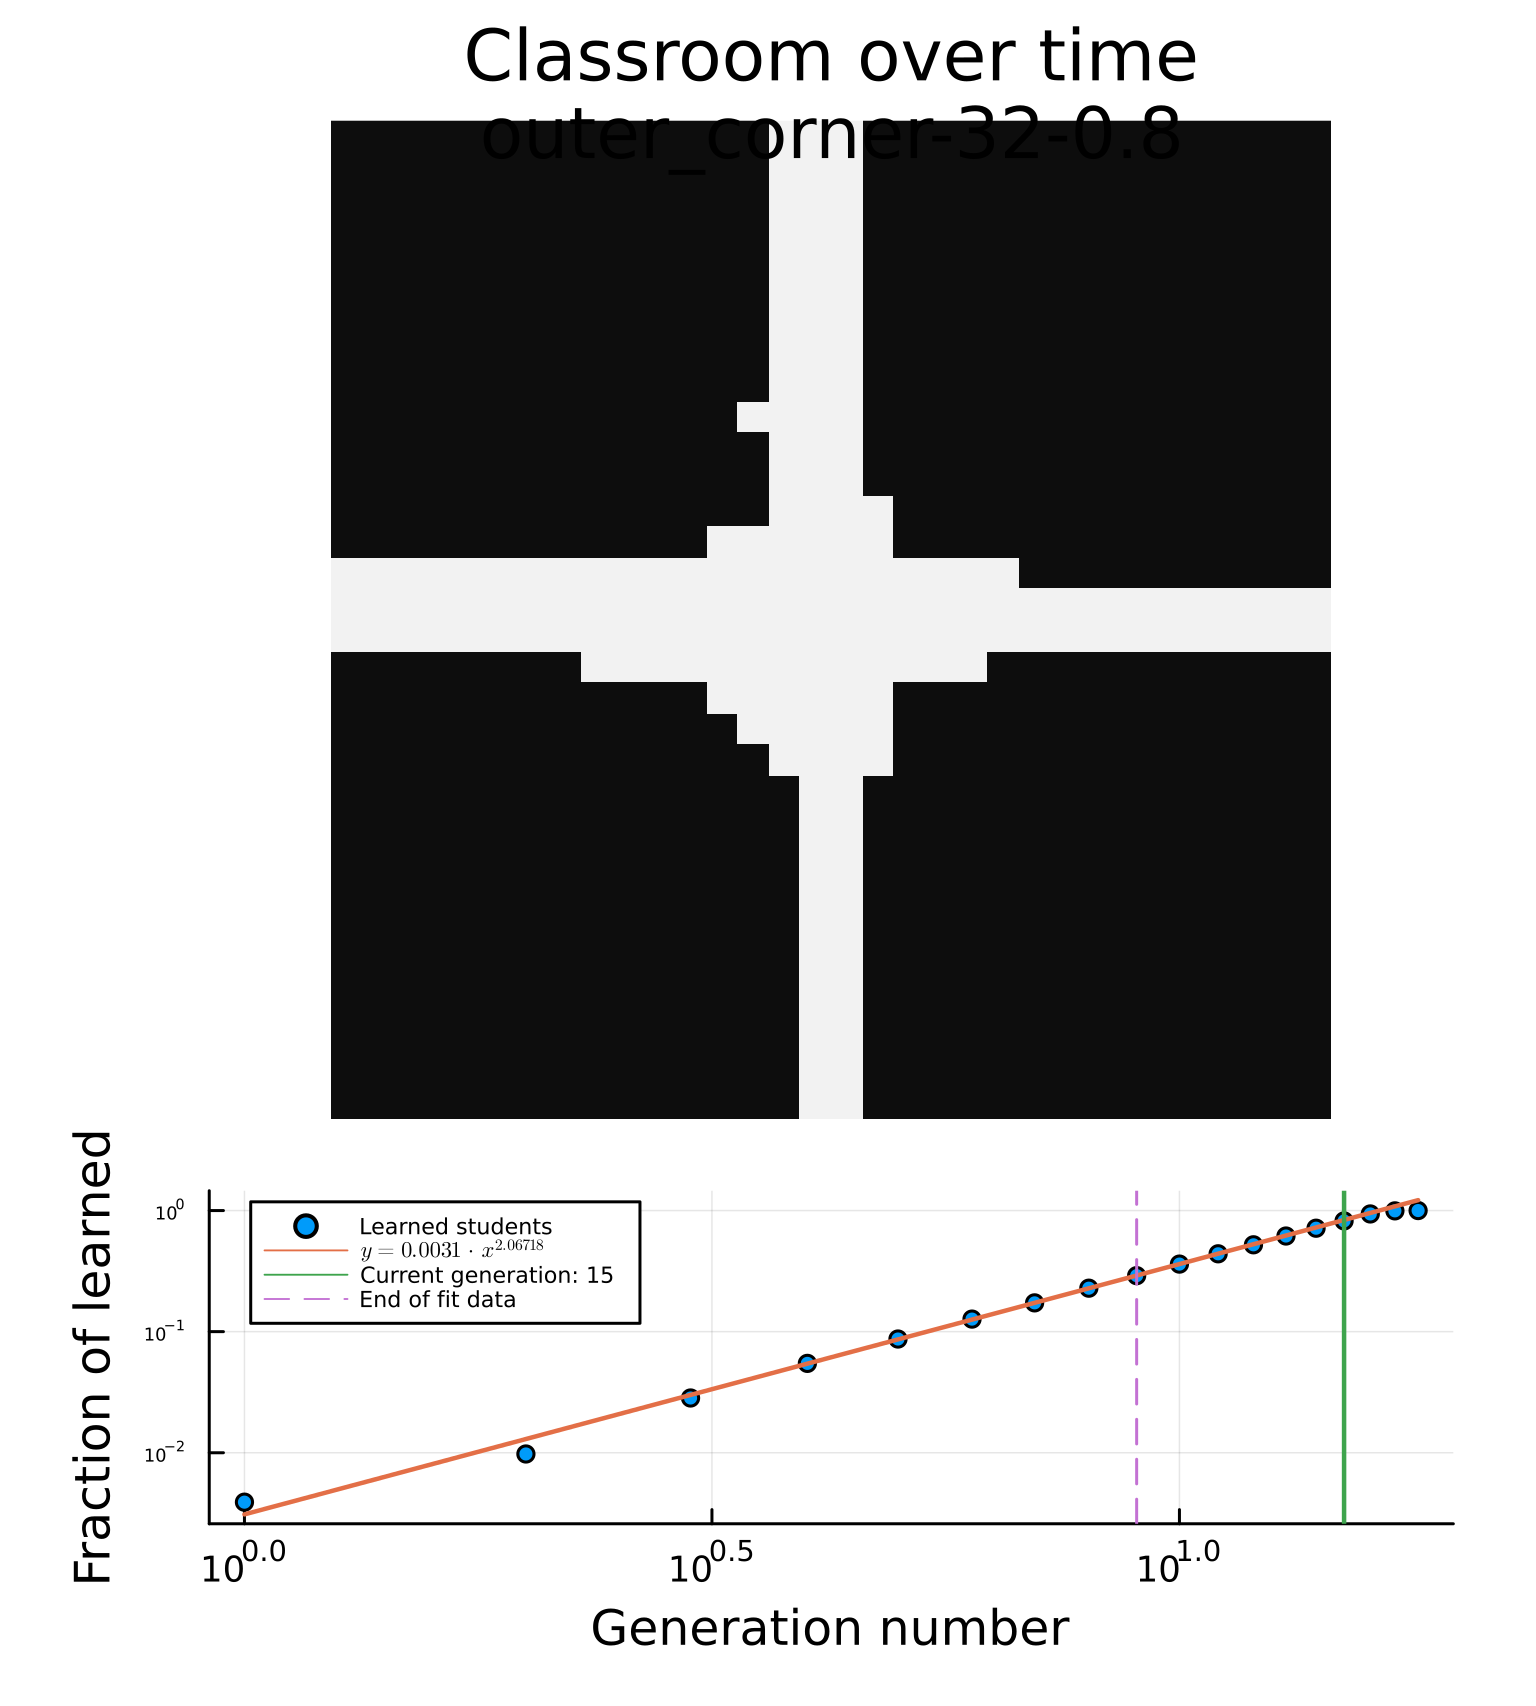 Classroom over time
outer_corner-32-0.8
Fraction of learned
10⁰
10⁻¹
10⁻²
Learned students
y = 0.0031 · x^2.06718
Current generation: 15
End of fit data
10^0.0
10^0.5
10^1.0
Generation number